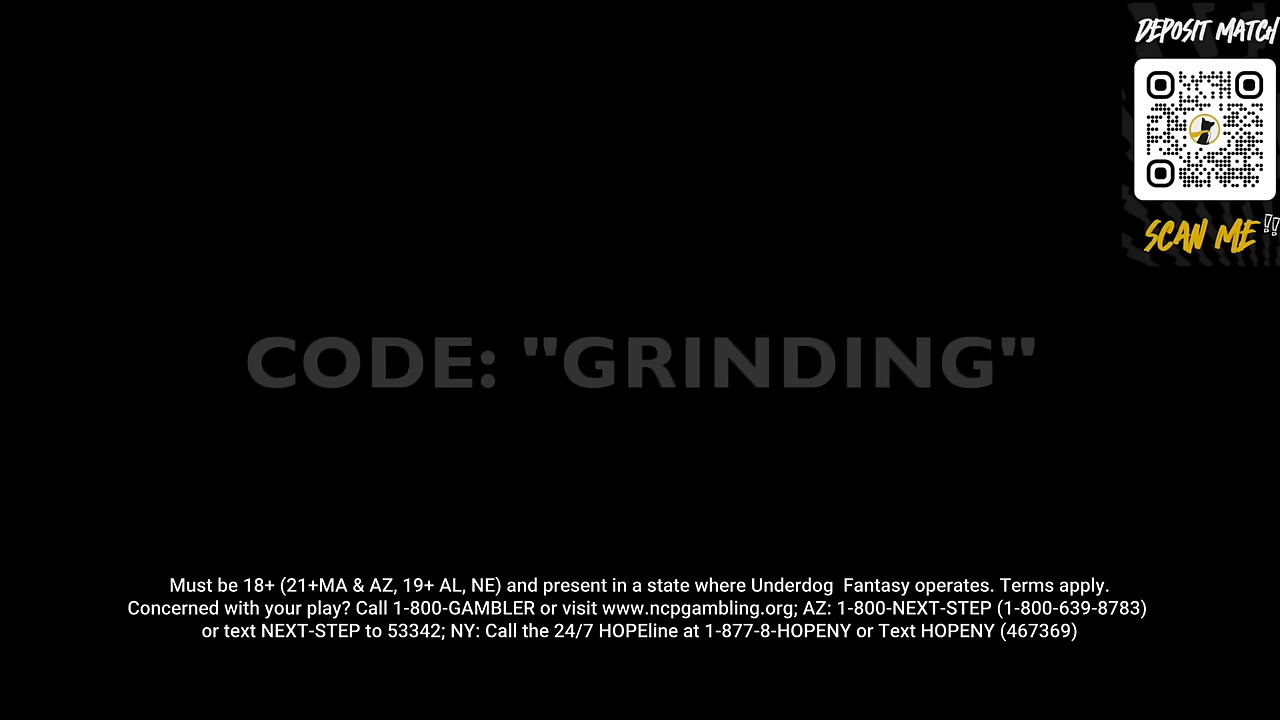 DEPOSIT MATCH
SCAN ME!!
CODE: "GRINDING"
Must be 18+ (21+MA & AZ, 19+ AL, NE) and present in a state where Underdog  Fantasy operates. Terms apply.
Concerned with your play? Call 1-800-GAMBLER or visit www.ncpgambling.org; AZ: 1-800-NEXT-STEP (1-800-639-8783)
or text NEXT-STEP to 53342; NY: Call the 24/7 HOPEline at 1-877-8-HOPENY or Text HOPENY (467369)